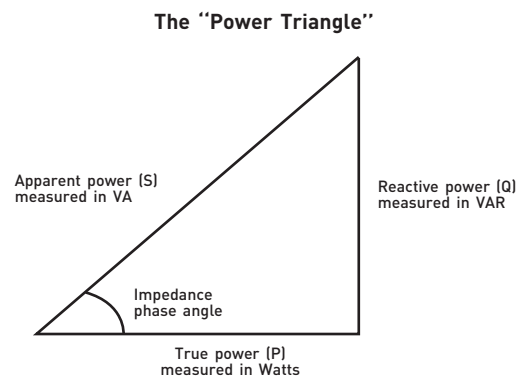 The “Power Triangle”
Apparent power (S)
measured in VA
Reactive power (Q)
measured in VAR
Impedance
phase angle
True power (P)
measured in Watts